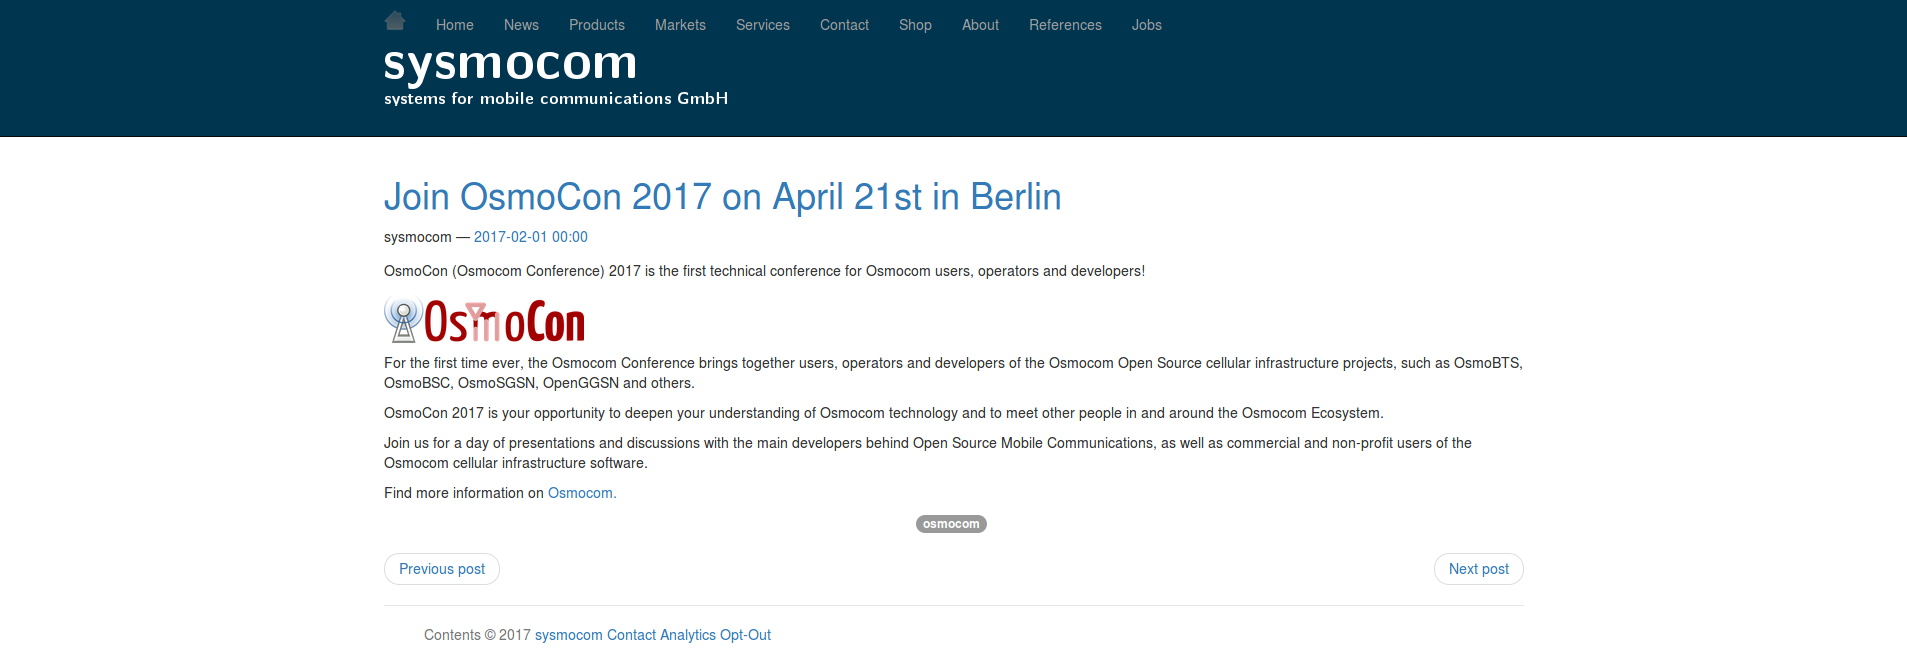 Home News Products Markets Services Contact Shop About References Jobs
sysmocom
systems for mobile communications GmbH
Join OsmoCon 2017 on April 21st in Berlin
sysmocom — 2017-02-01 00:00
OsmoCon (Osmocom Conference) 2017 is the first technical conference for Osmocom users, operators and developers!
OsmoCon
For the first time ever, the Osmocom Conference brings together users, operators and developers of the Osmocom Open Source cellular infrastructure projects, such as OsmoBTS,
OsmoBSC, OsmoSGSN, OpenGGSN and others.
OsmoCon 2017 is your opportunity to deepen your understanding of Osmocom technology and to meet other people in and around the Osmocom Ecosystem.
Join us for a day of presentations and discussions with the main developers behind Open Source Mobile Communications, as well as commercial and non-profit users of the
Osmocom cellular infrastructure software.
Find more information on Osmocom.
osmocom
Previous post Next post
Contents © 2017 sysmocom Contact Analytics Opt-Out